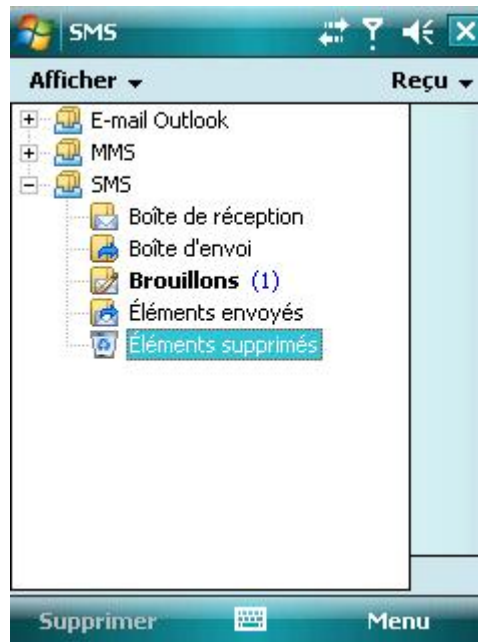 SMS
Afficher Reçu
E-mail Outlook
MMS
SMS
Boîte de réception
Boîte d'envoi
Brouillons (1)
Éléments envoyés
Éléments supprimés
Supprimer Menu